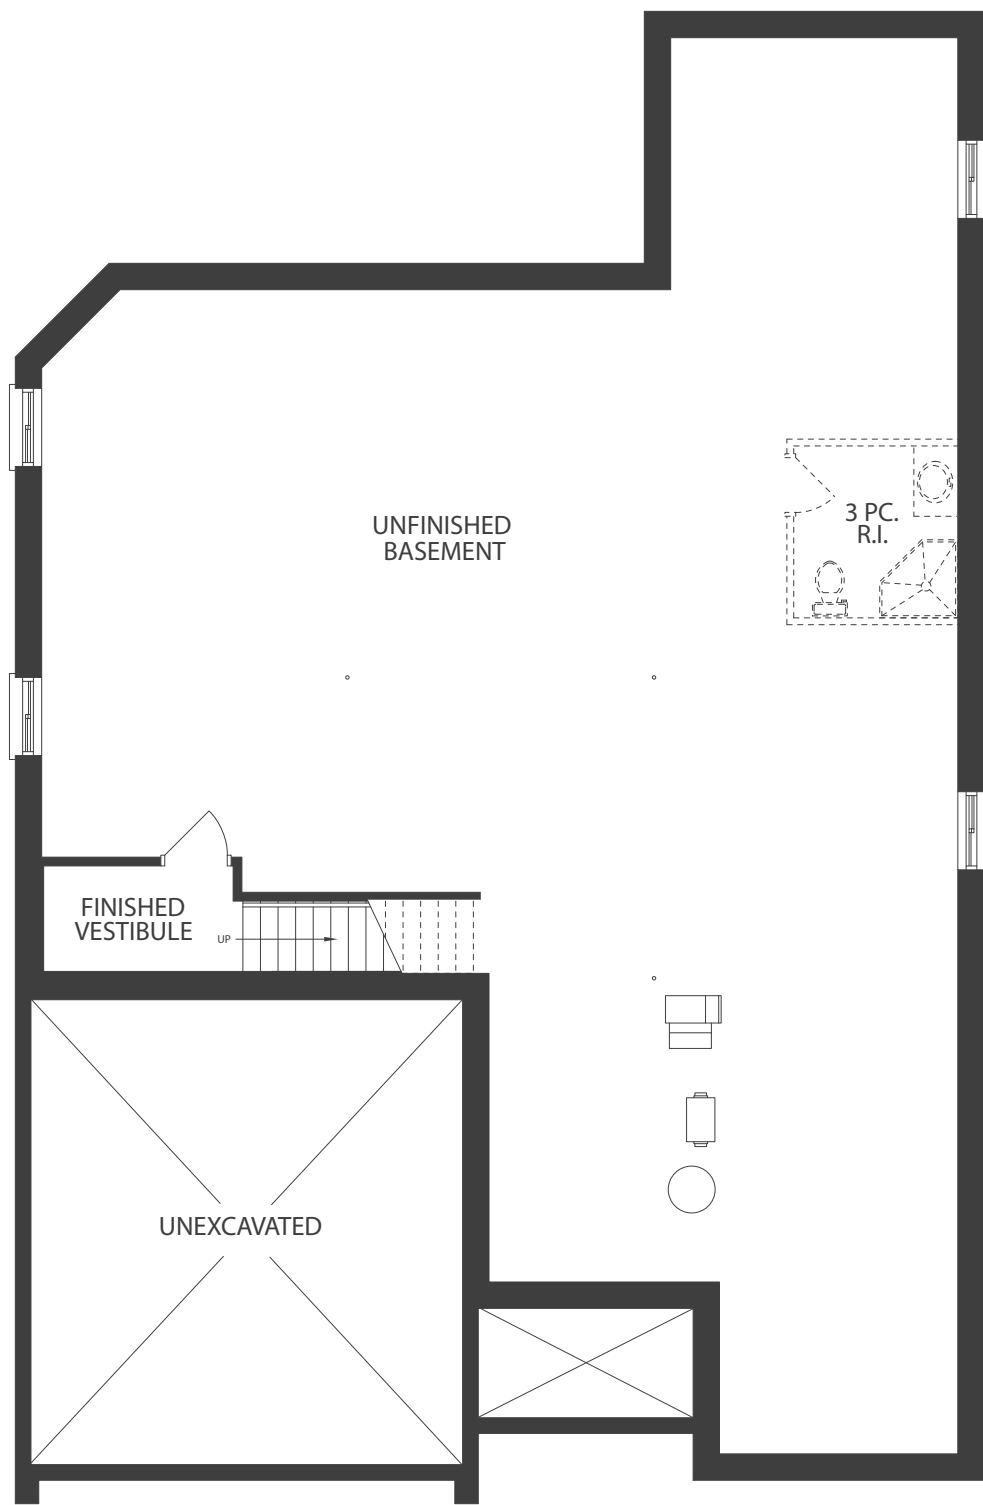 UNFINISHED
BASEMENT
3 PC.
R.I.
FINISHED
VESTIBULE
UP
UNEXCAVATED